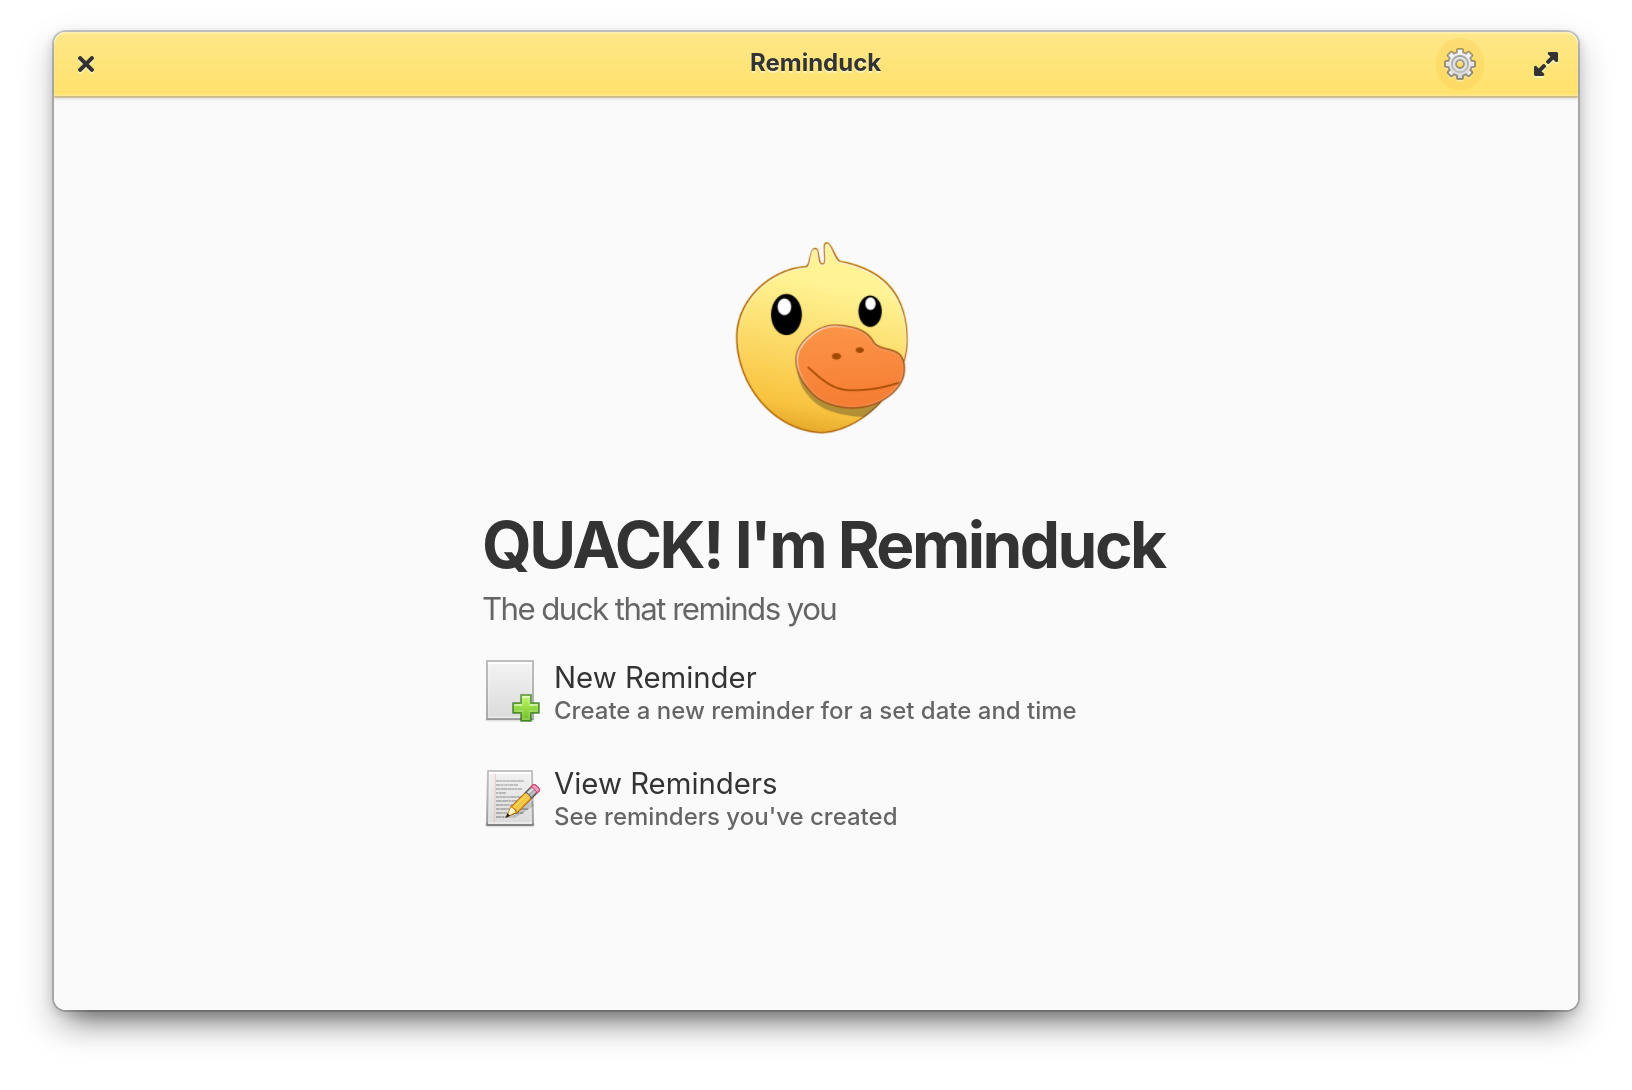 Reminduck
QUACK! I'm Reminduck
The duck that reminds you
New Reminder
Create a new reminder for a set date and time
View Reminders
See reminders you've created